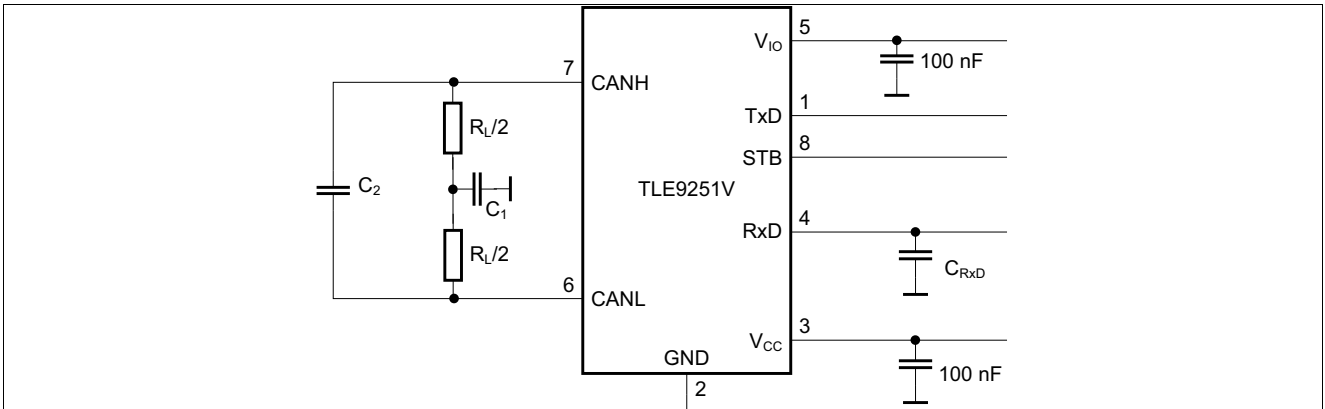 V_IO
5
100 nF
7
CANH
R_L/2
TxD
1
STB
8
C_2
C_1
TLE9251V
RxD
4
R_L/2
C_RxD
6
CANL
V_CC
3
GND
100 nF
2